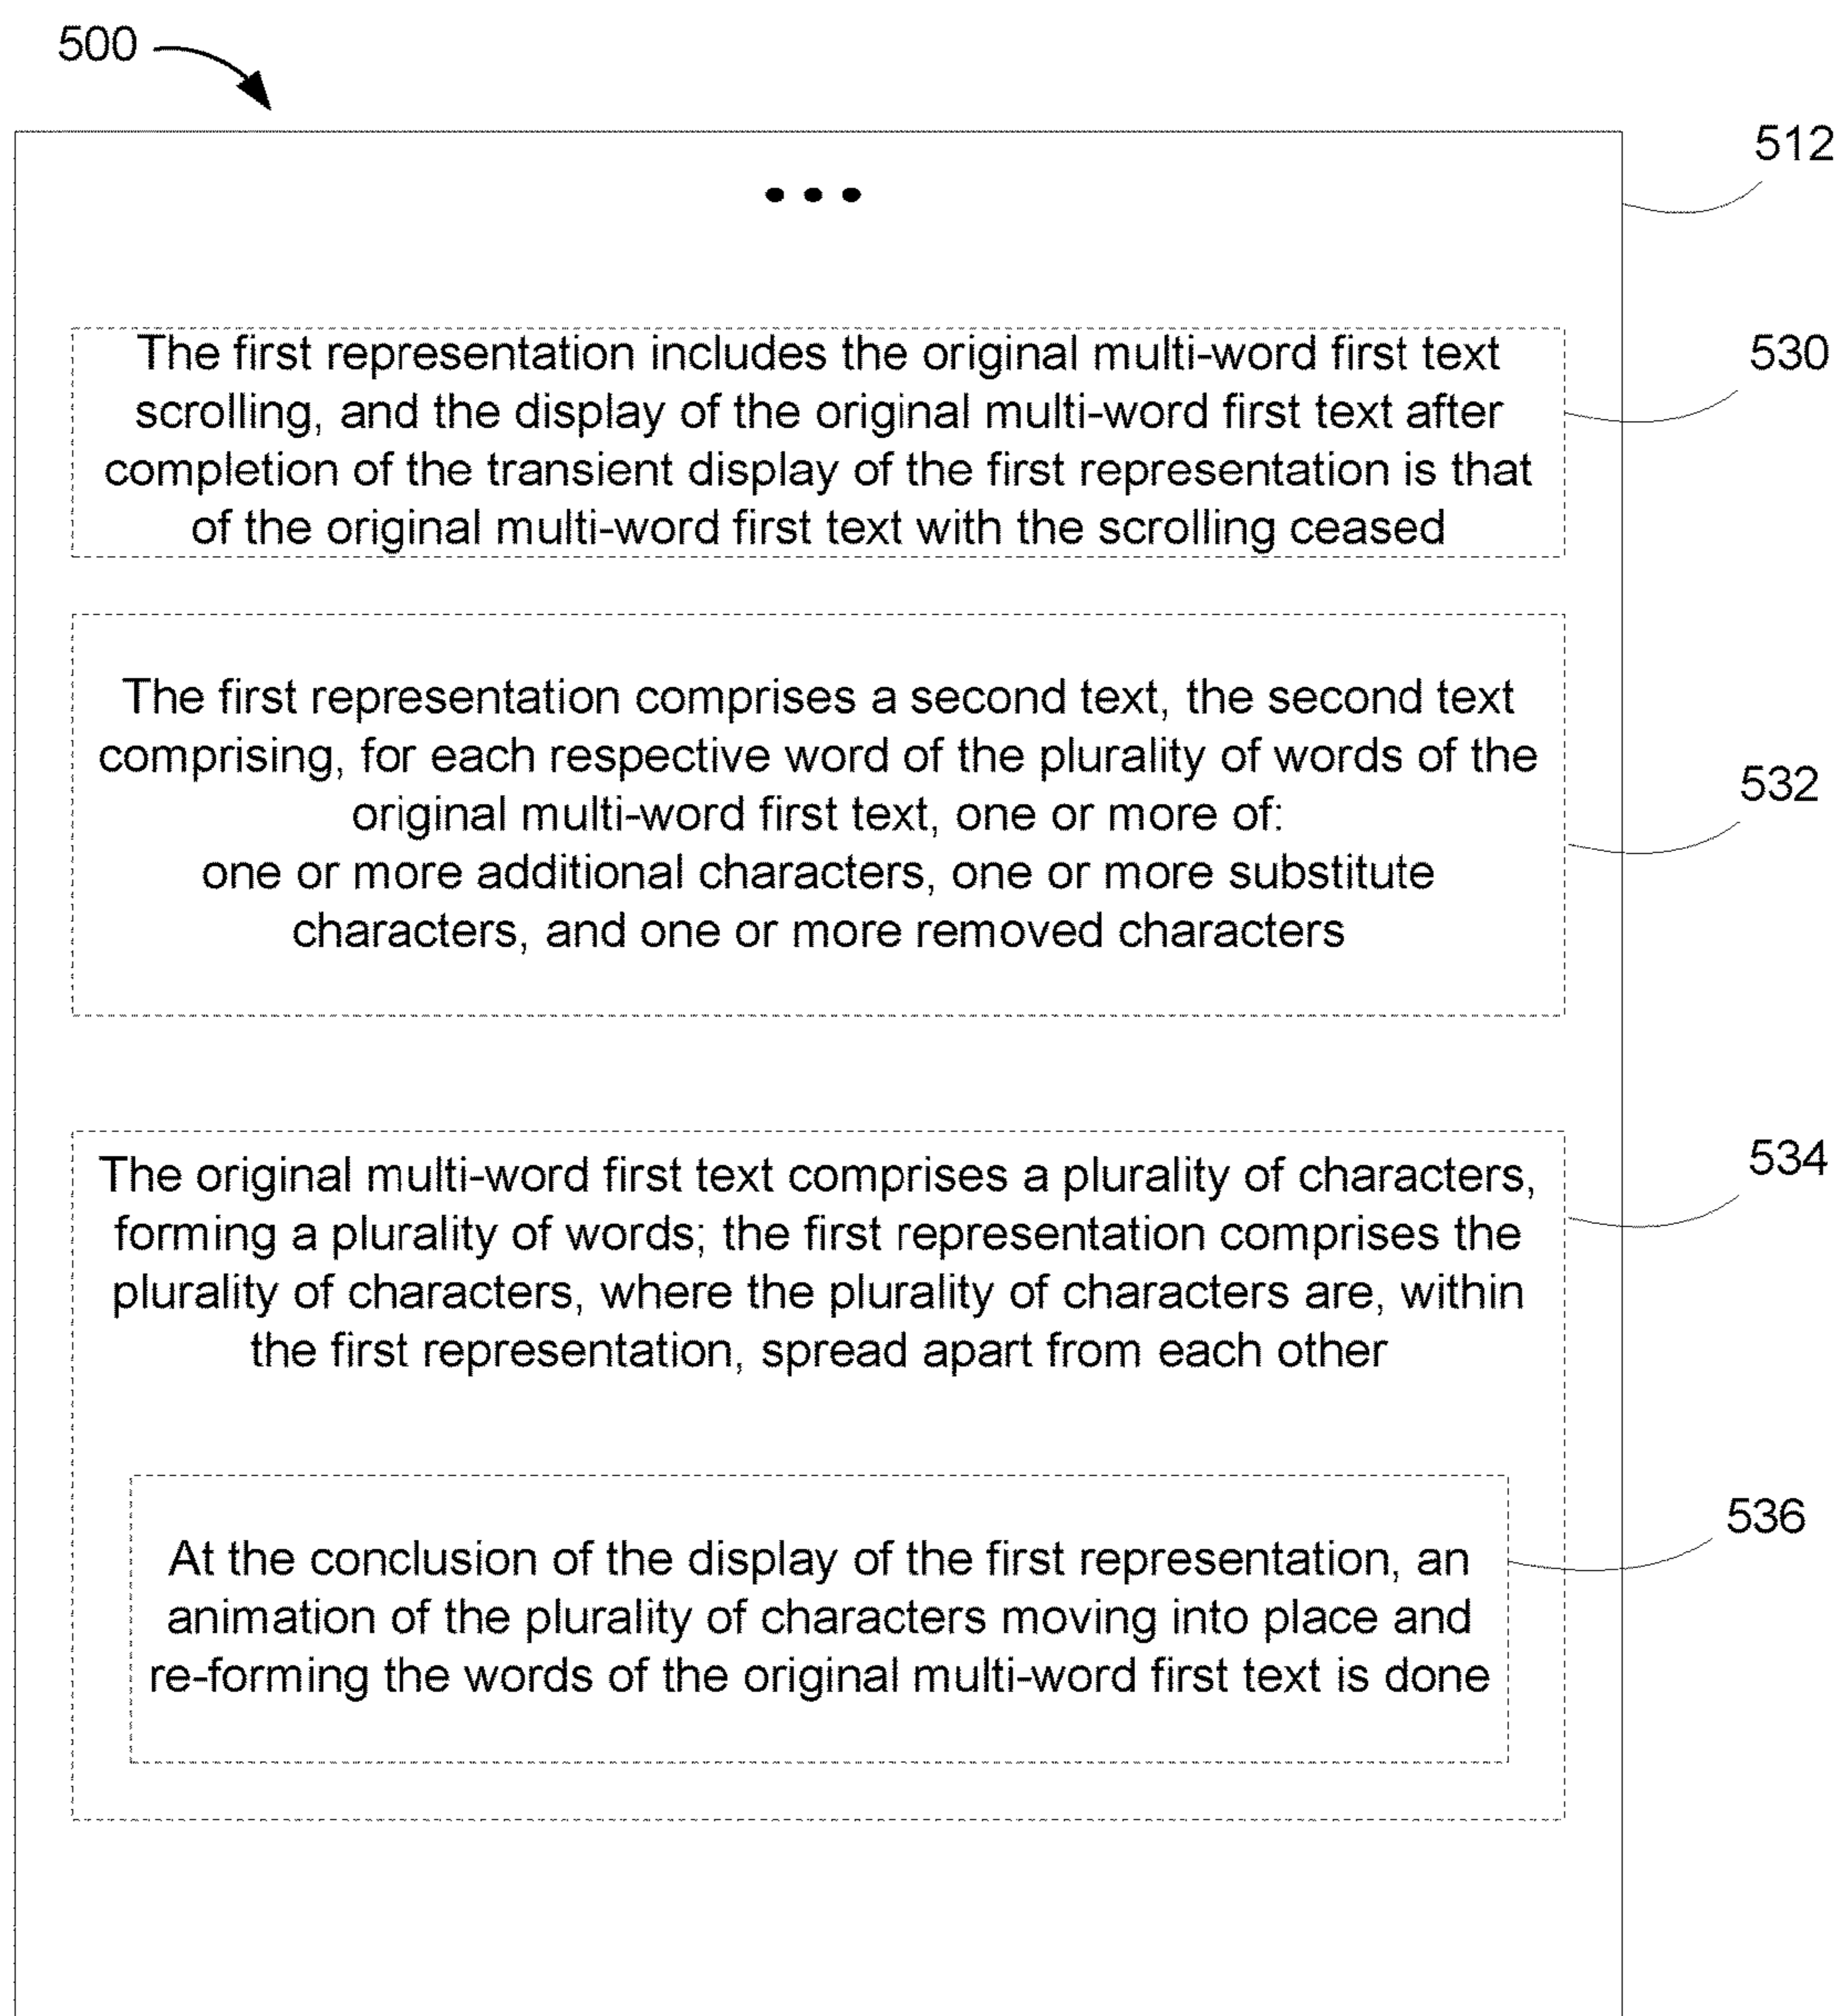 500
512
• • •
The first representation includes the original multi-word first text
scrolling, and the display of the original multi-word first text after
completion of the transient display of the first representation is that
of the original multi-word first text with the scrolling ceased
530
The first representation comprises a second text, the second text
comprising, for each respective word of the plurality of words of the
original multi-word first text, one or more of:
one or more additional characters, one or more substitute
characters, and one or more removed characters
532
The original multi-word first text comprises a plurality of characters,
forming a plurality of words; the first representation comprises the
plurality of characters, where the plurality of characters are, within
the first representation, spread apart from each other
534
At the conclusion of the display of the first representation, an
animation of the plurality of characters moving into place and
re-forming the words of the original multi-word first text is done
536